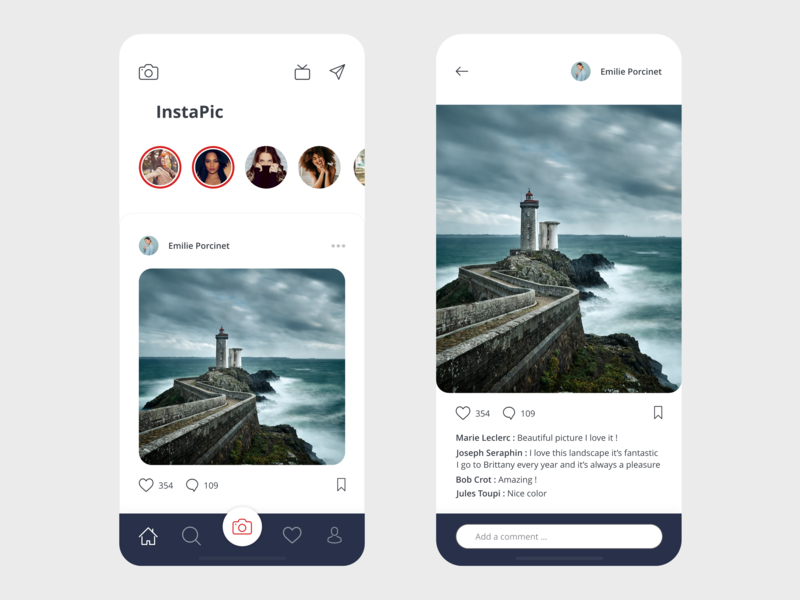 InstaPic
Emilie Porcinet
354
109
Emilie Porcinet
354
109
Marie Leclerc : Beautiful picture I love it !
Joseph Seraphin : I love this landscape it’s fantastic
I go to Brittany every year and it’s always a pleasure
Bob Crot : Amazing !
Jules Toupi : Nice color
Add a comment ...